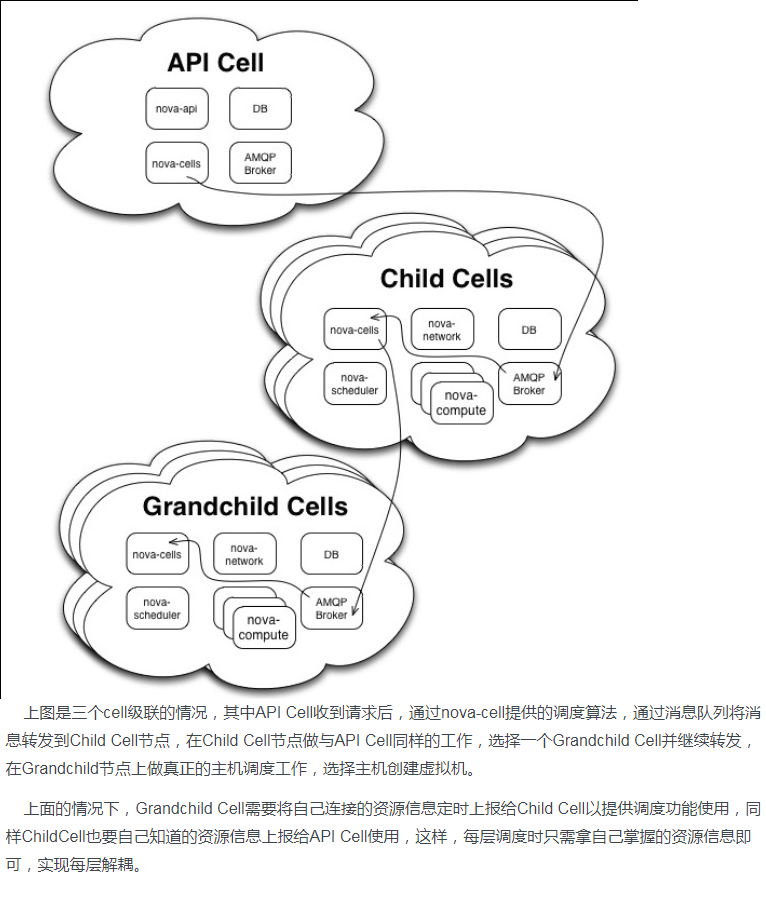 API Cell
nova-api
DB
nova-cells
AMQP
Broker
Child Cells
nova-cells
nova-
network
DB
nova-
scheduler
nova-
compute
AMQP
Broker
Grandchild Cells
nova-cells
nova-
network
DB
nova-
scheduler
nova-
compute
AMQP
Broker
上图是三个cell级联的情况，其中API Cell收到请求后，通过nova-cell提供的调度算法，通过消息队列将消
息转发到Child Cell节点，在Child Cell节点做与API Cell同样的工作，选择一个Grandchild Cell并继续转发，
在Grandchild节点上做真正的主机调度工作，选择主机创建虚拟机。
上面的情况下，Grandchild Cell需要将自己连接的资源信息定时上报给Child Cell以提供调度功能使用，同
样ChildCell也要自己知道的资源信息上报给API Cell使用，这样，每层调度时只需拿自己掌握的资源信息即
可，实现每层解耦。